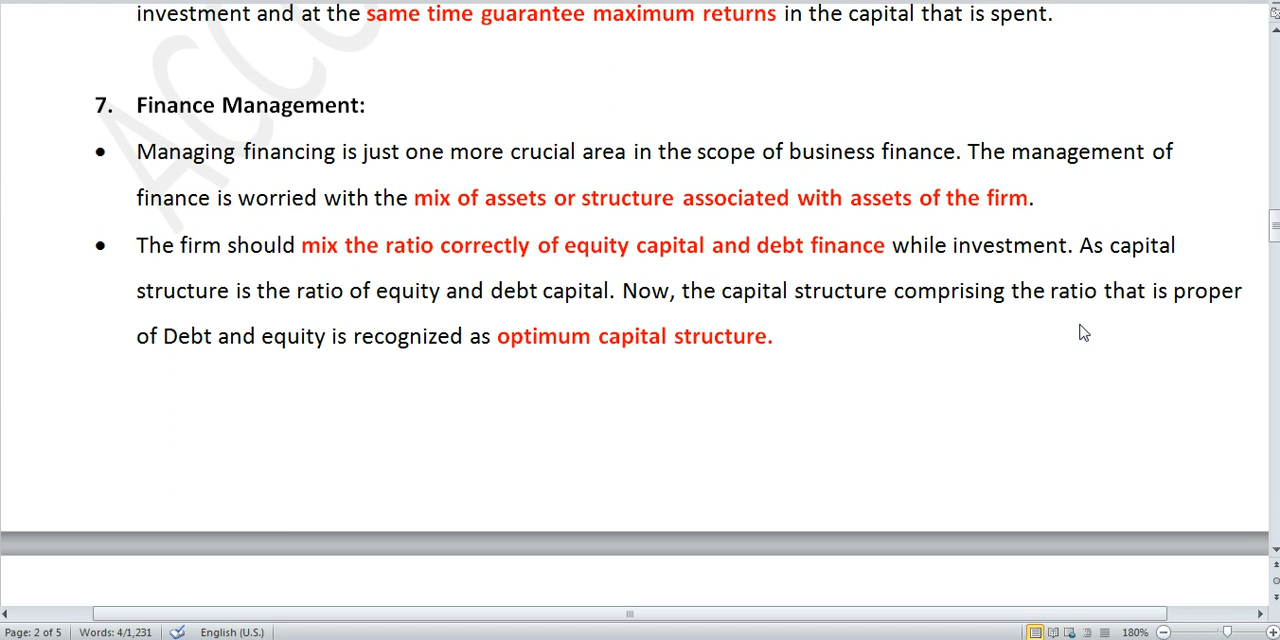 investment and at the same time guarantee maximum returns in the capital that is spent.
7. Finance Management:
• Managing financing is just one more crucial area in the scope of business finance. The management of
finance is worried with the mix of assets or structure associated with assets of the firm.
• The firm should mix the ratio correctly of equity capital and debt finance while investment. As capital
structure is the ratio of equity and debt capital. Now, the capital structure comprising the ratio that is proper
of Debt and equity is recognized as optimum capital structure.
Page: 2 of 5 Words: 4/1,231 English (U.S.) 180%